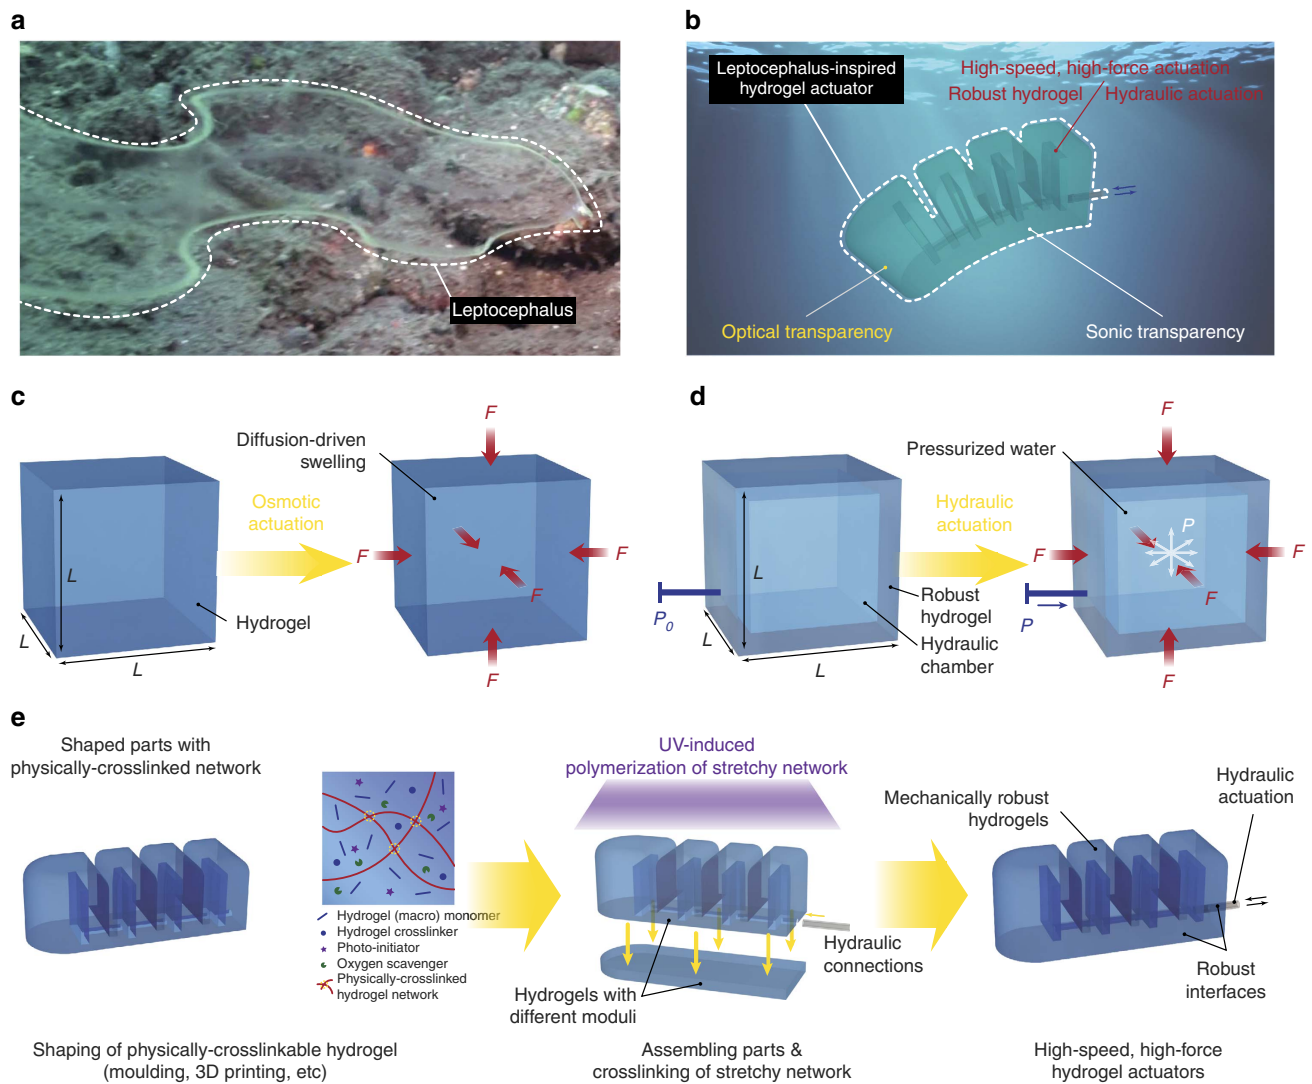 a
Leptocephalus
b
Leptocephalus-inspired
hydrogel actuator
High-speed, high-force actuation
Robust hydrogel
Hydraulic actuation
Optical transparency
Sonic transparency
c
Diffusion-driven
swelling
Osmotic
actuation
L
L
L
Hydrogel
F
F
F
F
F
d
Pressurized water
Hydraulic
actuation
L
L
L
P0
Robust
hydrogel
Hydraulic
chamber
F
F
P
F
F
P
F
e
Shaped parts with
physically-crosslinked network
Hydrogel (macro) monomer
Hydrogel crosslinker
Photo-initiator
Oxygen scavenger
Physically-crosslinked
hydrogel network
Shaping of physically-crosslinkable hydrogel
(moulding, 3D printing, etc)
UV-induced
polymerization of stretchy network
Hydraulic
connections
Hydrogels with
different moduli
Assembling parts &
crosslinking of stretchy network
Mechanically robust
hydrogels
Hydraulic
actuation
Robust
interfaces
High-speed, high-force
hydrogel actuators